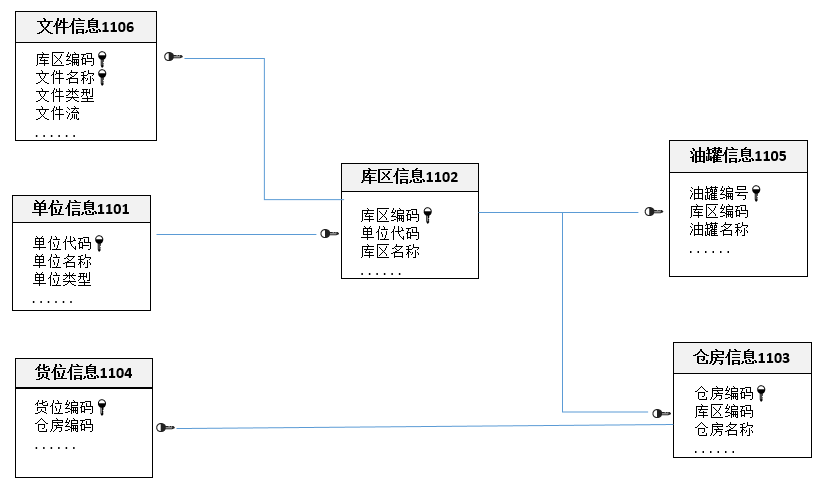 文件信息1106
库区编码
文件名称
文件类型
文件流
......
单位信息1101
单位代码
单位名称
单位类型
......
货位信息1104
货位编码
仓房编码
......
库区信息1102
库区编码
单位代码
库区名称
......
油罐信息1105
油罐编号
库区编码
油罐名称
......
仓房信息1103
仓房编码
库区编码
仓房名称
......